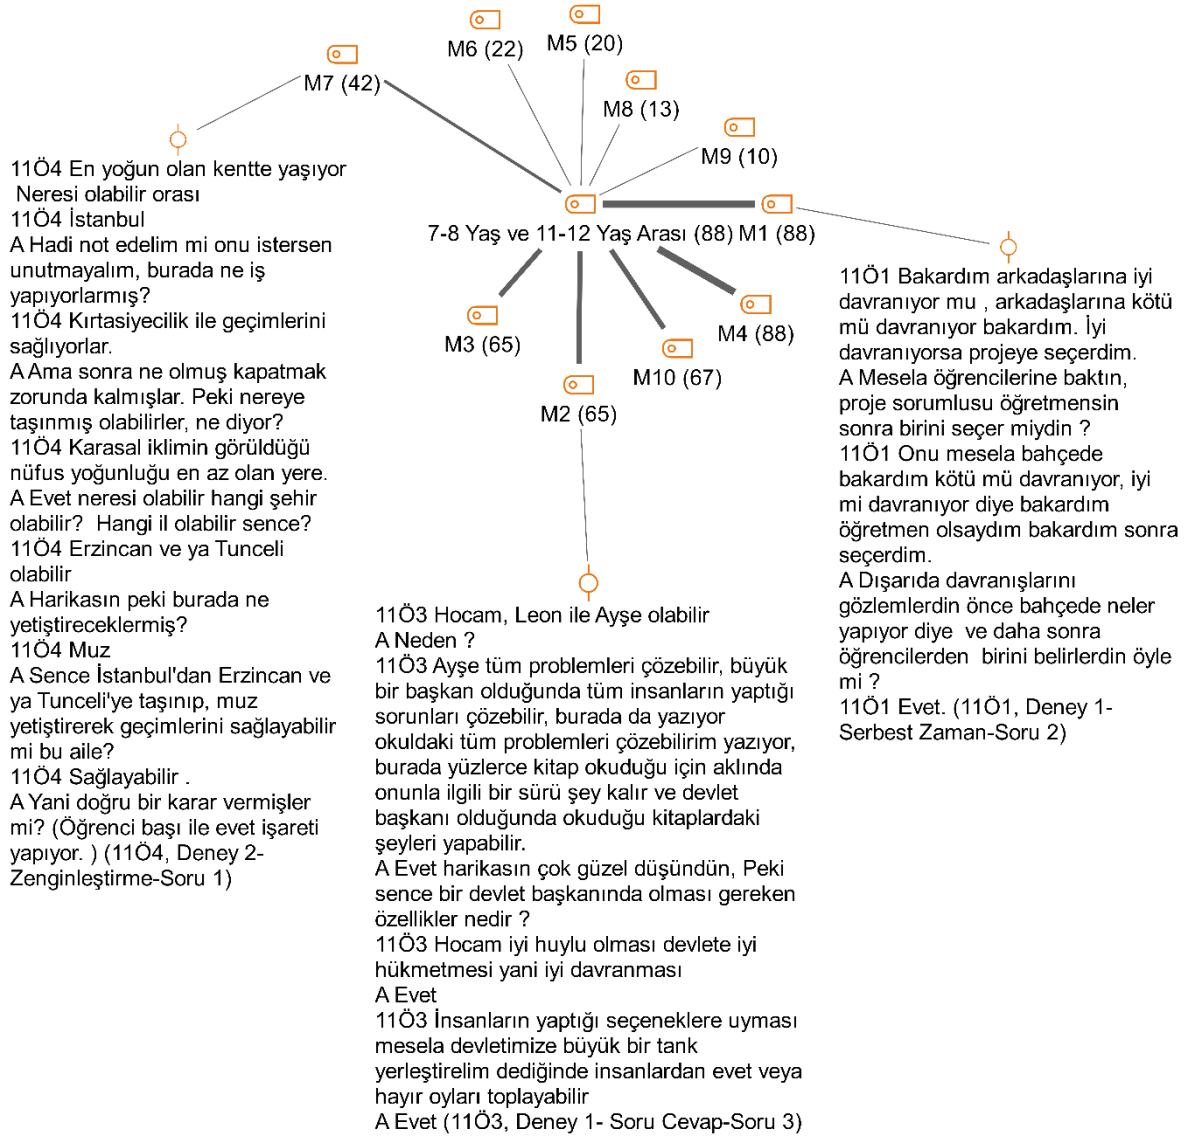 M6 (22)
M5 (20)
M7 (42)
M8 (13)
M9 (10)
7-8 Yaş ve 11-12 Yaş Arası (88)
M1 (88)
M3 (65)
M4 (88)
M10 (67)
M2 (65)
11Ö4 En yoğun olan kentte yaşıyor
Neresi olabilir orası
11Ö4 İstanbul
A Hadi not edelim mi onu istersen
unutmayalım, burada ne iş
yapıyorlarmış?
11Ö4 Kırtasiyecilik ile geçimlerini
sağlıyorlar.
A Ama sonra ne olmuş kapatmak
zorunda kalmışlar. Peki nereye
taşınmış olabilirler, ne diyor?
11Ö4 Karasal iklimin görüldüğü
nüfus yoğunluğu en az olan yere.
A Evet neresi olabilir hangi şehir
olabilir?  Hangi il olabilir sence?
11Ö4 Erzincan ve ya Tunceli
olabilir
A Harikasın peki burada ne
yetiştireceklermiş?
11Ö4 Muz
A Sence İstanbul'dan Erzincan ve
ya Tunceli'ye taşınıp, muz
yetiştirerek geçimlerini sağlayabilir
mi bu aile?
11Ö4 Sağlayabilir .
A Yani doğru bir karar vermişler
mi? (Öğrenci başı ile evet işareti
yapıyor. ) (11Ö4, Deney 2-
Zenginleştirme-Soru 1)
11Ö3 Hocam, Leon ile Ayşe olabilir
A Neden ?
11Ö3 Ayşe tüm problemleri çözebilir, büyük
bir başkan olduğunda tüm insanların yaptığı
sorunları çözebilir, burada da yazıyor
okuldaki tüm problemleri çözebilirim yazıyor,
burada yüzlerce kitap okuduğu için aklında
onunla ilgili bir sürü şey kalır ve devlet
başkanı olduğunda okuduğu kitaplardaki
şeyleri yapabilir.
A Evet harikasın çok güzel düşündün, Peki
sence bir devlet başkanında olması gereken
özellikler nedir ?
11Ö3 Hocam iyi huylu olması devlete iyi
hükmetmesi yani iyi davranması
A Evet
11Ö3 İnsanların yaptığı seçeneklere uyması
mesela devletimize büyük bir tank
yerleştirelim dediğinde insanlardan evet veya
hayır oyları toplayabilir
A Evet (11Ö3, Deney 1- Soru Cevap-Soru 3)
11Ö1 Bakardım arkadaşlarına iyi
davranıyor mu , arkadaşlarına kötü
mü davranıyor bakardım. İyi
davranıyorsa projeye seçerdim.
A Mesela öğrencilerine baktın,
proje sorumlusu öğretmensin
sonra birini seçer miydin ?
11Ö1 Onu mesela bahçede
bakardım kötü mü davranıyor, iyi
mi davranıyor diye bakardım
öğretmen olsaydım bakardım sonra
seçerdim.
A Dışarıda davranışlarını
gözlemlerdin önce bahçede neler
yapıyor diye  ve daha sonra
öğrencilerden  birini belirlerdin öyle
mi ?
11Ö1 Evet. (11Ö1, Deney 1-
Serbest Zaman-Soru 2)